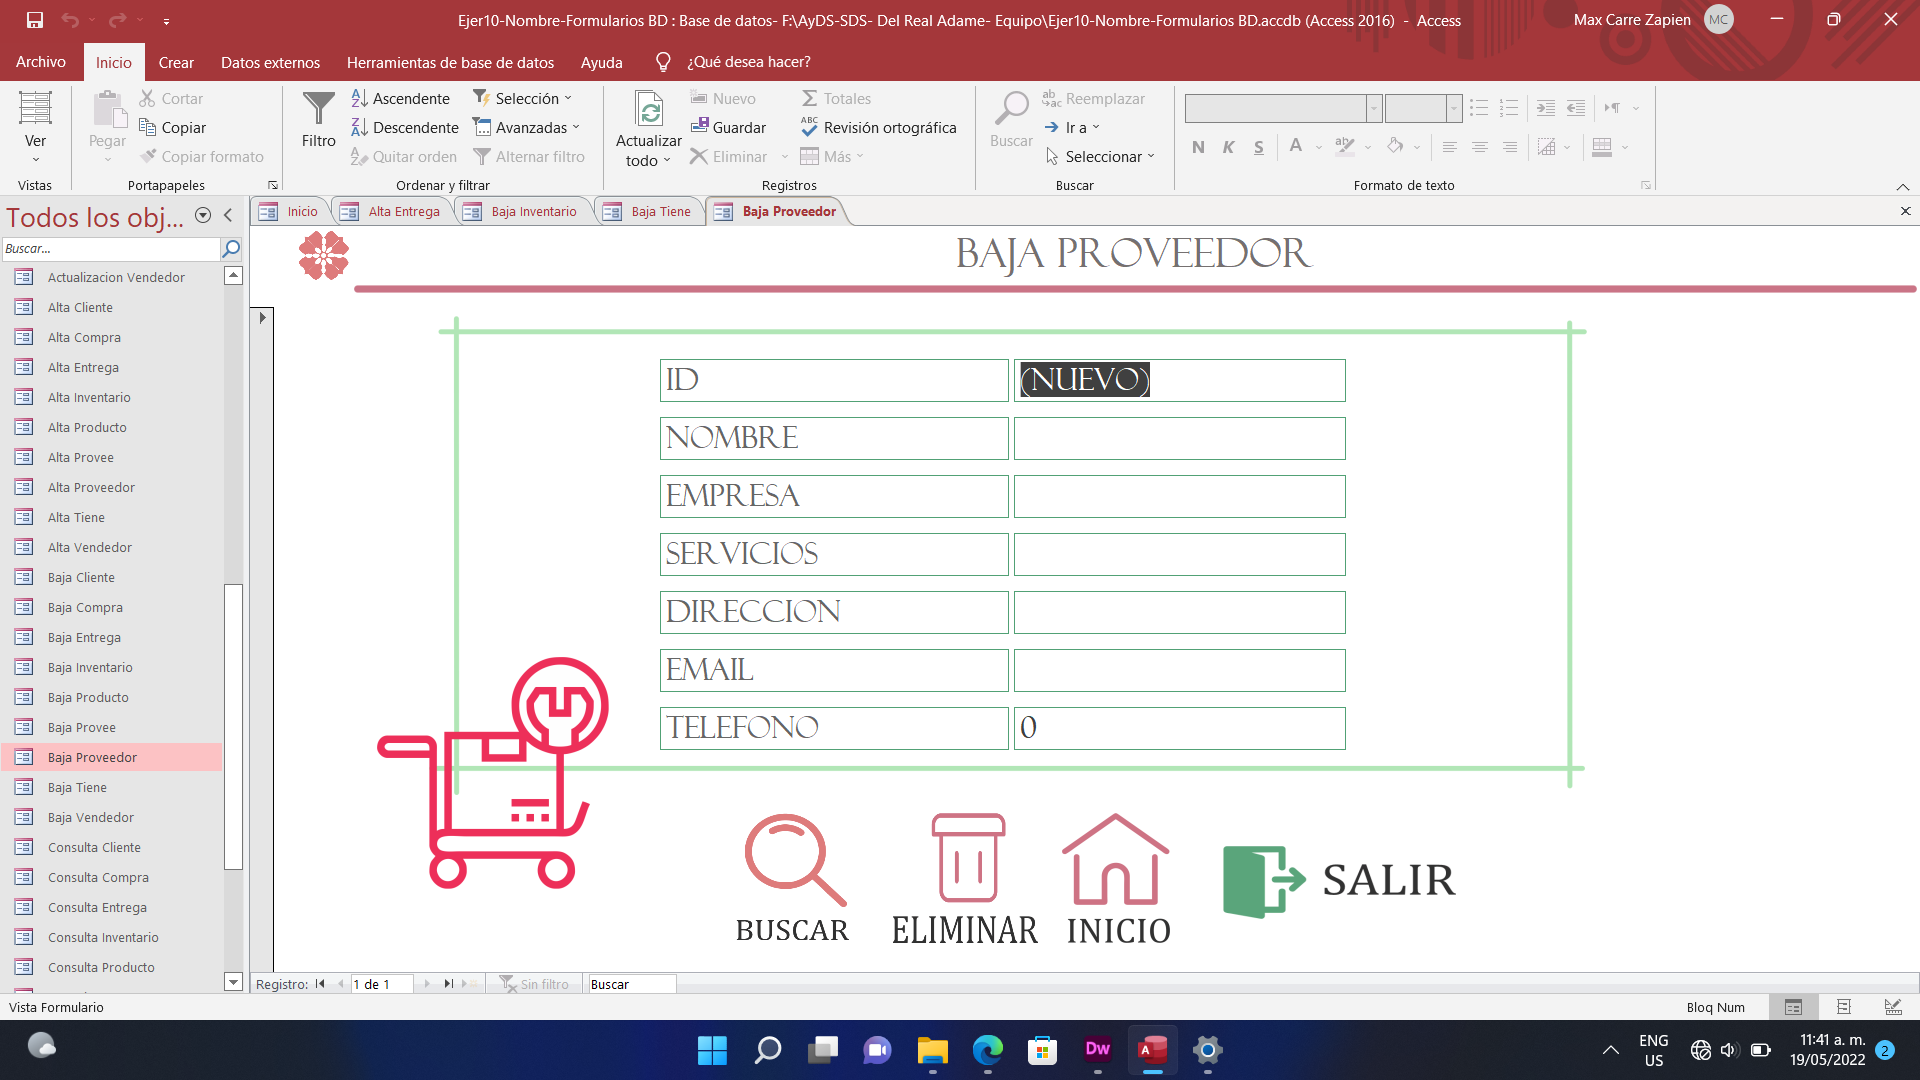 Ejer10-Nombre-Formularios BD : Base de datos- F:\AyDS-SDS- Del Real Adame- Equipo\Ejer10-Nombre-Formularios BD.accdb (Access 2016) - Access
Max Carre Zapien
MC
Archivo
Inicio
Crear
Datos externos
Herramientas de base de datos
Ayuda
¿Qué desea hacer?
Ver
Vistas
Pegar
Cortar
Copiar
Copiar formato
Portapapeles
Filtro
Ascendente
Descendente
Quitar orden
Selección
Avanzadas
Alternar filtro
Ordenar y filtrar
Actualizar
todo
Nuevo
Guardar
Eliminar
Totales
Revisión ortográfica
Más
Registros
Buscar
Reemplazar
Ir a
Seleccionar
Buscar
N K S
Formato de texto
Todos los obj...
Buscar...
Actualizacion Vendedor
Alta Cliente
Alta Compra
Alta Entrega
Alta Inventario
Alta Producto
Alta Provee
Alta Proveedor
Alta Tiene
Alta Vendedor
Baja Cliente
Baja Compra
Baja Entrega
Baja Inventario
Baja Producto
Baja Provee
Baja Proveedor
Baja Tiene
Baja Vendedor
Consulta Cliente
Consulta Compra
Consulta Entrega
Consulta Inventario
Consulta Producto
Inicio
Alta Entrega
Baja Inventario
Baja Tiene
Baja Proveedor
BAJA PROVEEDOR
ID
(NUEVO)
NOMBRE
EMPRESA
SERVICIOS
DIRECCION
EMAIL
TELEFONO
0
BUSCAR
ELIMINAR
INICIO
SALIR
Registro:
1 de 1
Sin filtro
Buscar
Vista Formulario
Bloq Num
Dw
A
ENG
US
11:41 a. m.
19/05/2022
2